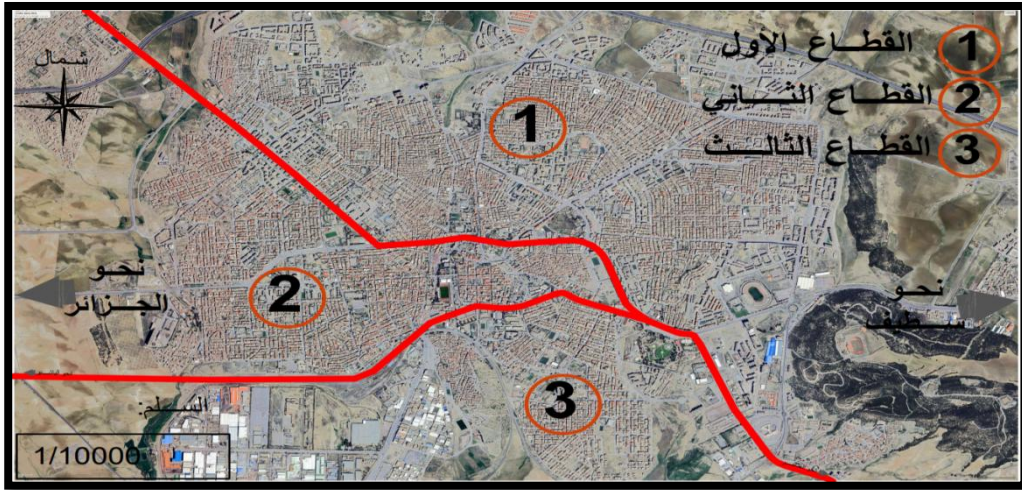 1 القطاع الأول
2 القطاع الثاني
3 القطاع الثالث
شمال
1
2
3
نحو
الجزائر
نحو
سطيف
السلم:
1/10000